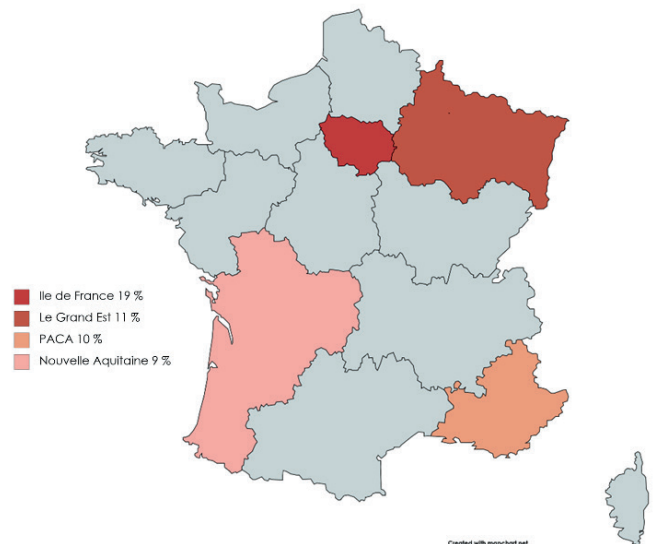 Ile de France 19 %
Le Grand Est 11 %
PACA 10 %
Nouvelle Aquitaine 9 %
Created with mapchart.net